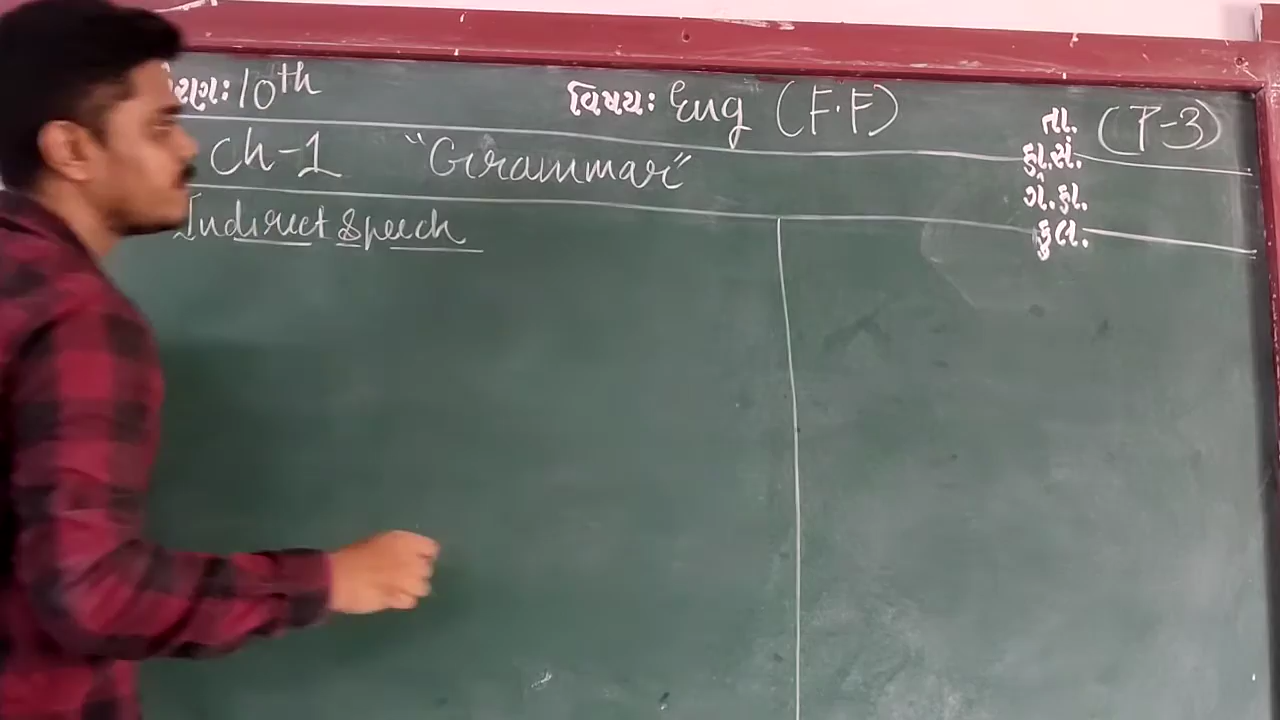 રણ: 10th વિષય: Eng (F.F) તા. (P-3)
Ch-1 "Grammar" હા.સં.
ગે.હા.
Indirect Speech કુલ.